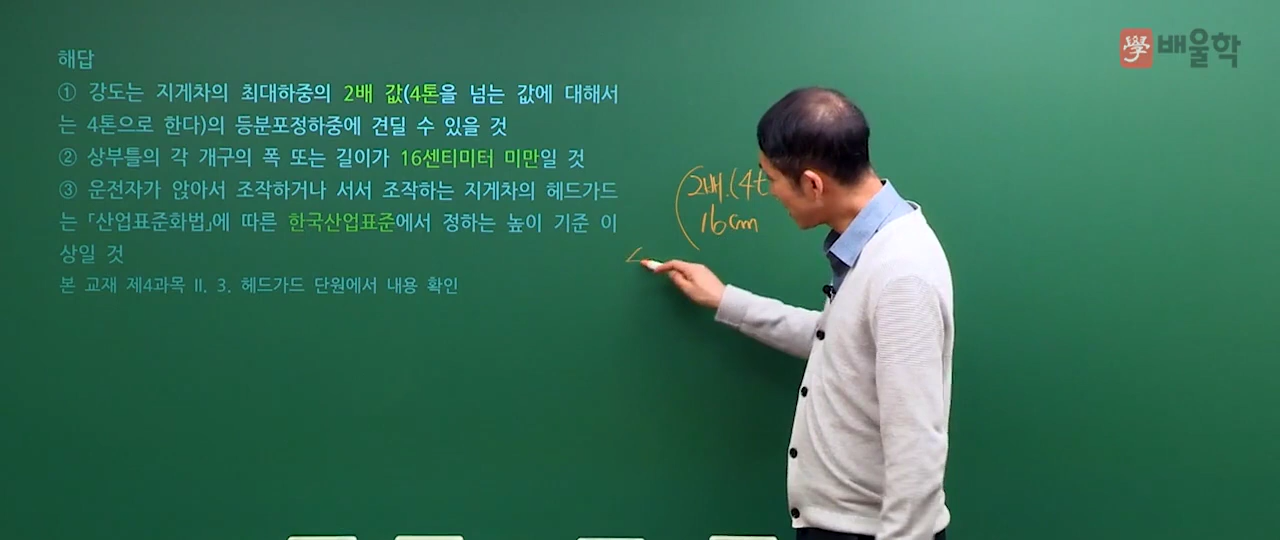 學 배울학
해답
① 강도는 지게차의 최대하중의 2배 값(4톤을 넘는 값에 대해서
는 4톤으로 한다)의 등분포정하중에 견딜 수 있을 것
② 상부틀의 각 개구의 폭 또는 길이가 16센티미터 미만일 것
③ 운전자가 앉아서 조작하거나 서서 조작하는 지게차의 헤드가드
는 「산업표준화법」에 따른 한국산업표준에서 정하는 높이 기준 이
상일 것
본 교재 제4과목 Ⅱ. 3. 헤드가드 단원에서 내용 확인
2배.(4t
16cm